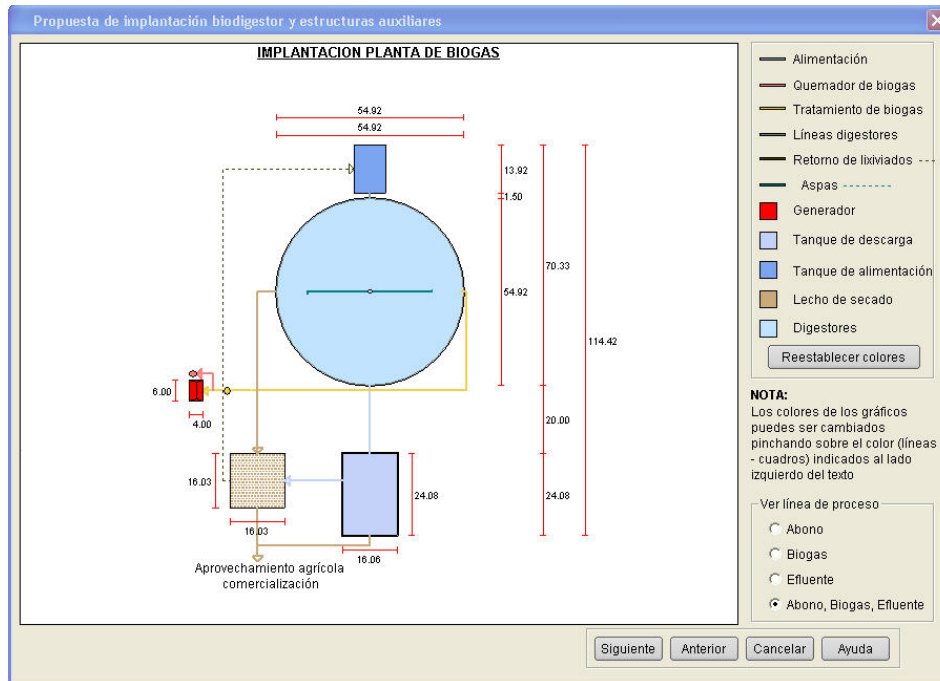 Propuesta de implantación biodigestor y estructuras auxiliares
IMPLANTACION PLANTA DE BIOGAS
54.92
54.92
13.92
1.50
70.33
54.92
114.42
6.00
4.00
20.00
16.03
24.08
24.08
16.03
16.06
Aprovechamiento agrícola
comercialización
Alimentación
Quemador de biogas
Tratamiento de biogas
Líneas digestores
Retorno de lixiviados
Aspas
Generador
Tanque de descarga
Tanque de alimentación
Lecho de secado
Digestores
Reestablecer colores
NOTA:
Los colores de los gráficos
puedes ser cambiados
pinchando sobre el color (líneas
- cuadros) indicados al lado
izquierdo del texto
Ver línea de proceso
Abono
Biogas
Efluente
Abono, Biogas, Efluente
Siguiente
Anterior
Cancelar
Ayuda